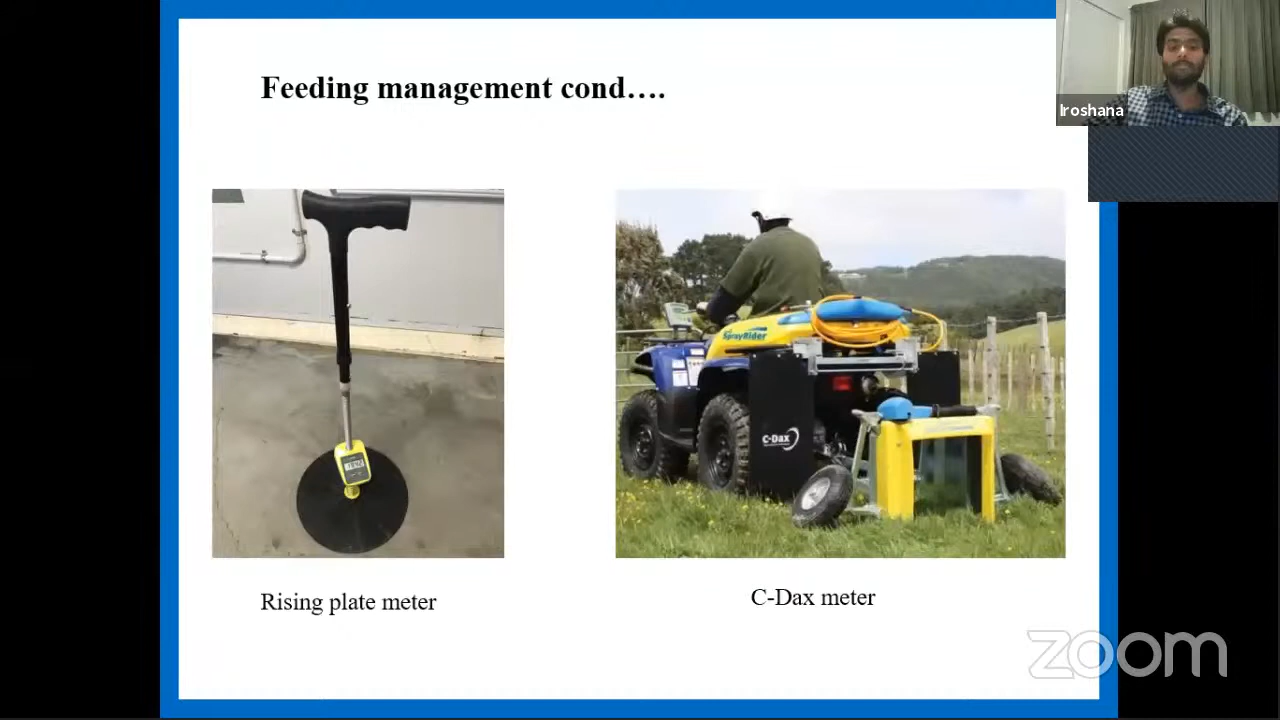 Feeding management cond….
Iroshana
SprayRider
C-Dax
Rising plate meter
C-Dax meter
zoom